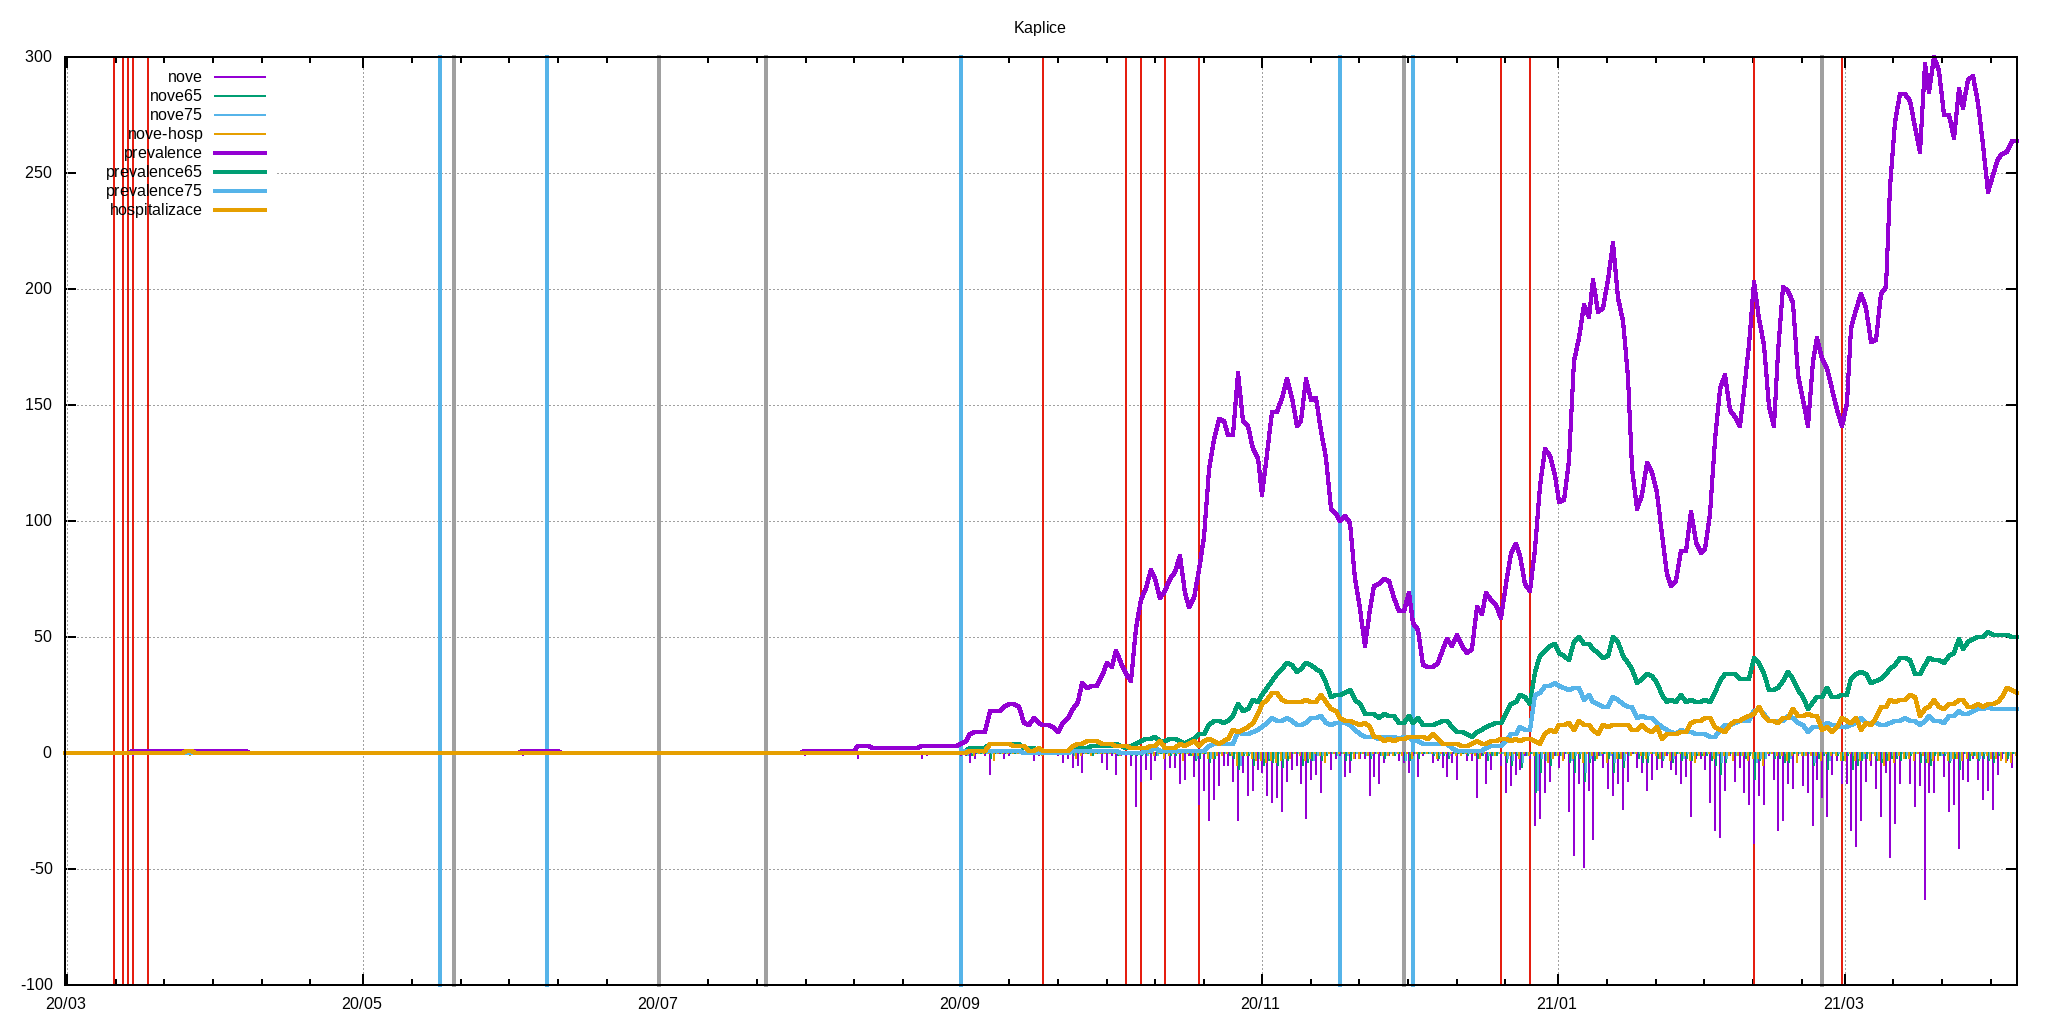 Kaplice
300
250
200
150
100
50
0
-50
-100
nove
nove65
nove75
nove-hosp
prevalence
prevalence65
prevalence75
hospitalizace
20/03 20/05 20/07 20/09 20/11 21/01 21/03